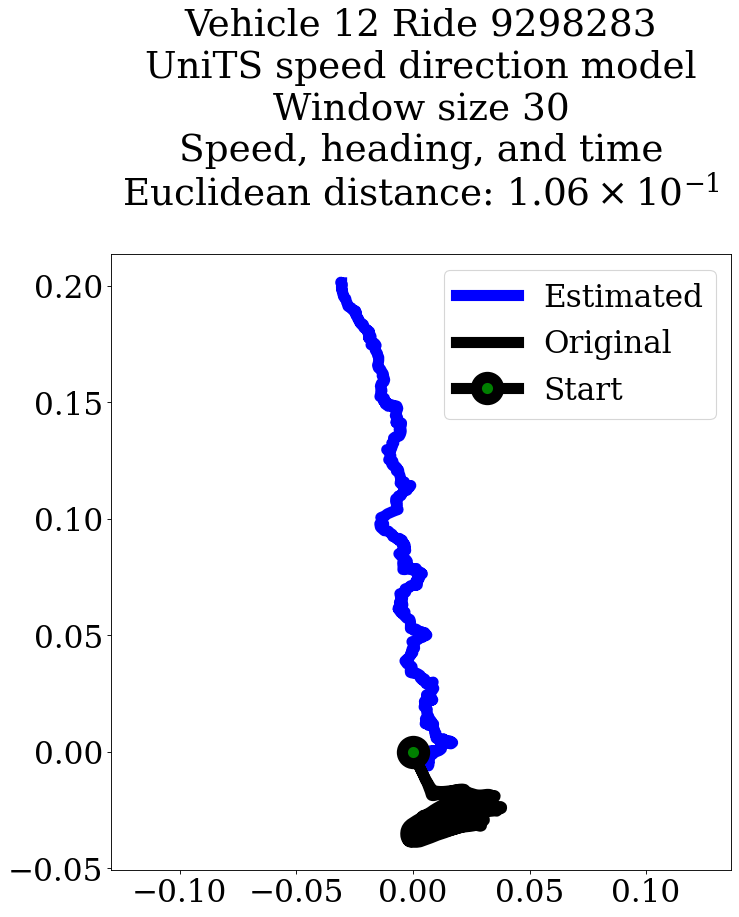 Vehicle 12 Ride 9298283
UniTS speed direction model
Window size 30
Speed, heading, and time
Euclidean distance: 1.06 × 10⁻¹
Estimated
Original
Start
0.20
0.15
0.10
0.05
0.00
−0.05
−0.10 −0.05 0.00 0.05 0.10